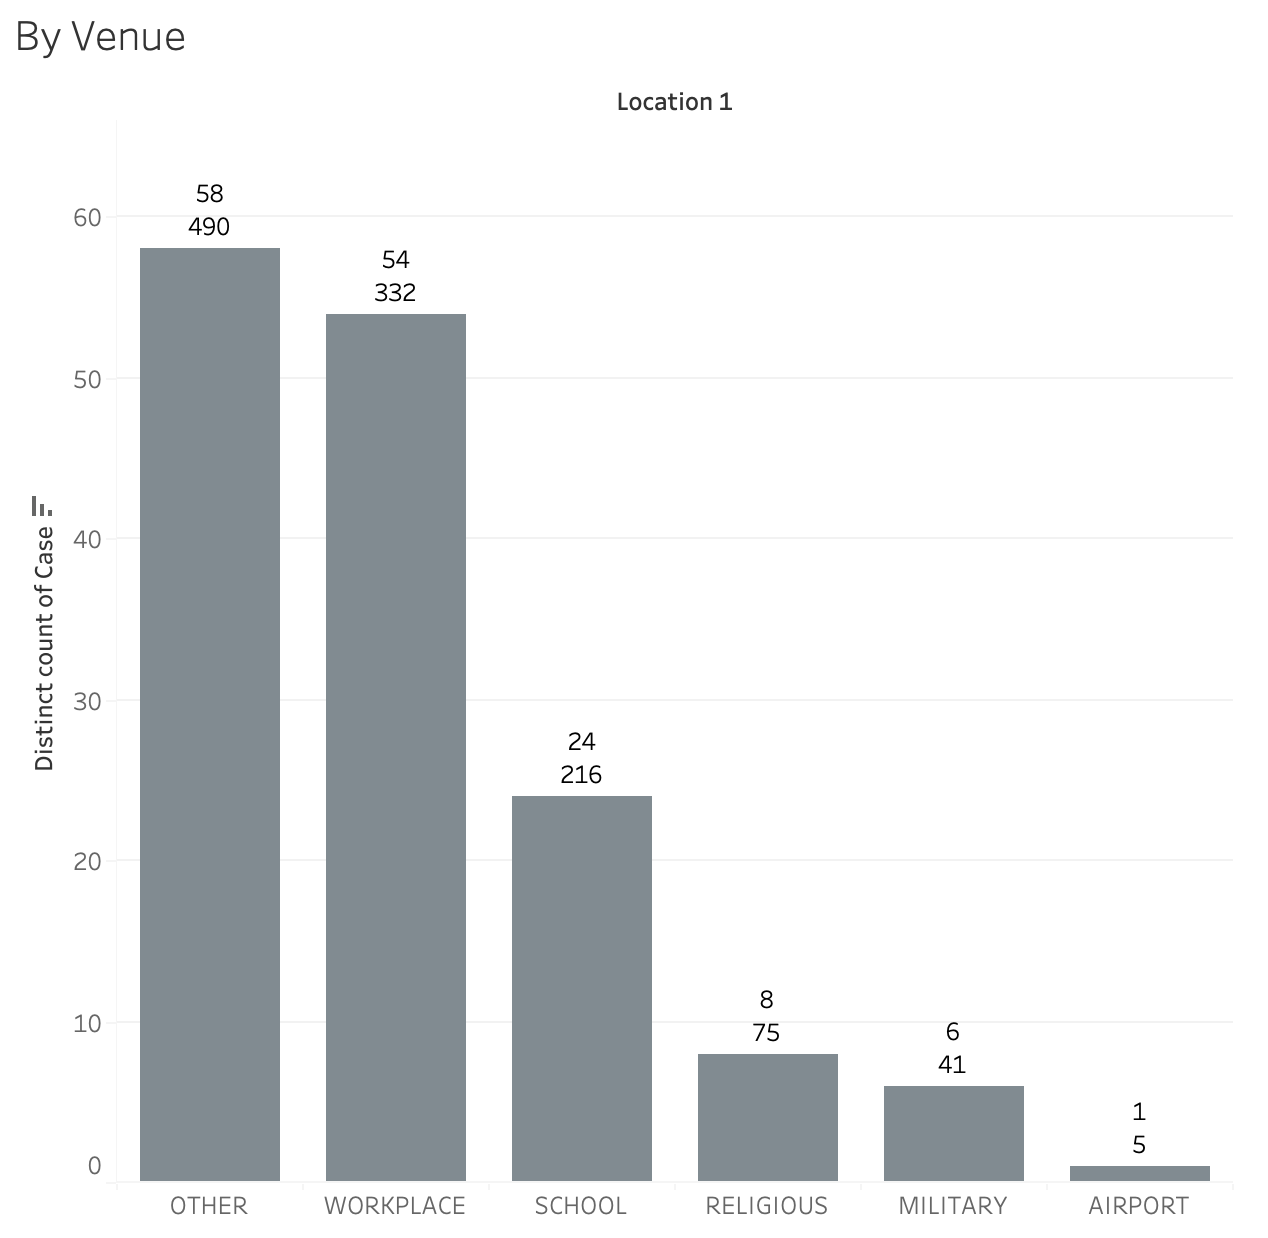 By Venue
Location 1
Distinct count of Case
60
50
40
30
20
10
0
58
490
54
332
24
216
8
75
6
41
1
5
OTHER
WORKPLACE
SCHOOL
RELIGIOUS
MILITARY
AIRPORT